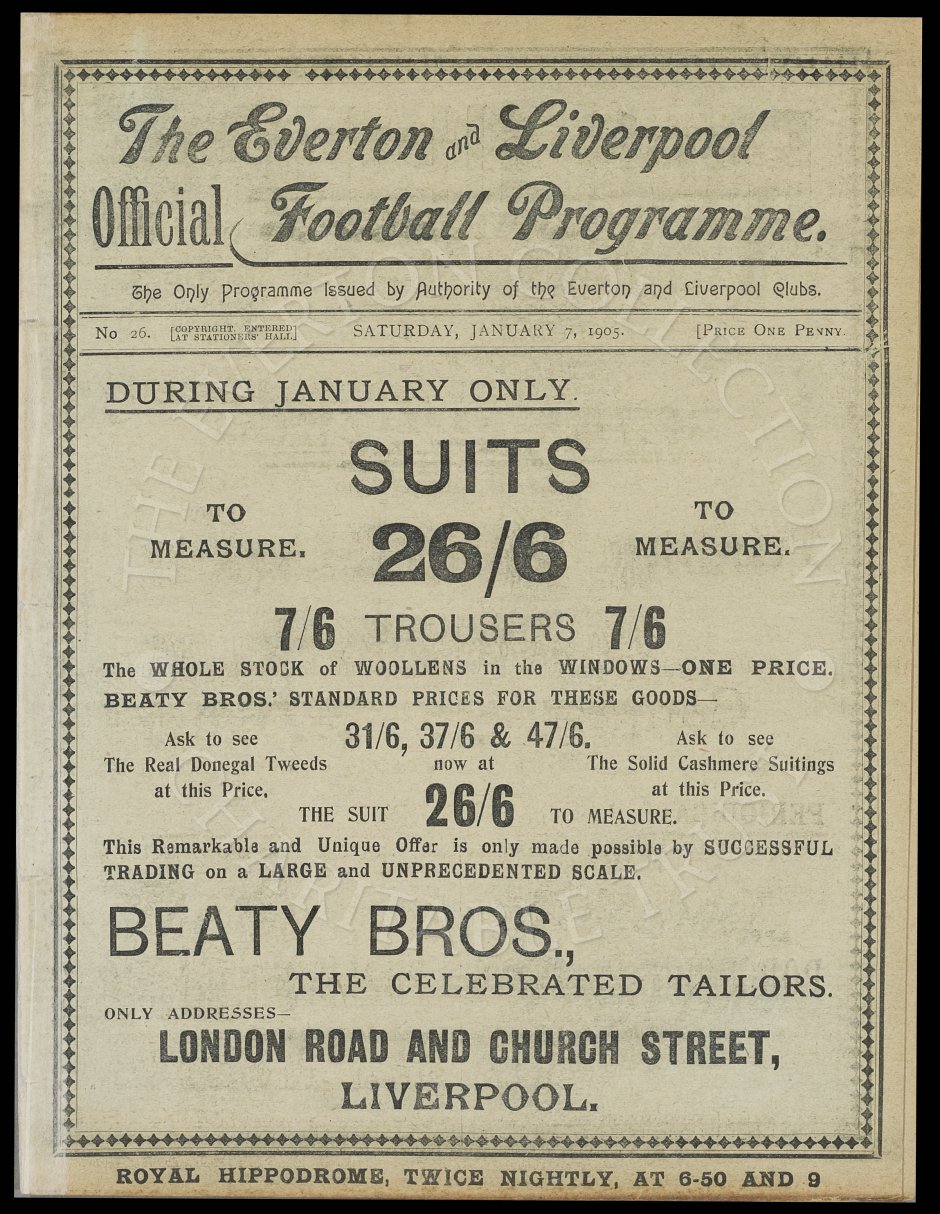 The Everton and Liverpool
Official Football Programme.
The Only Programme Issued by Authority of the Everton and Liverpool Clubs.
No 26. [COPYRIGHT. ENTERED AT STATIONERS' HALL] SATURDAY, JANUARY 7, 1905. [PRICE ONE PENNY.
DURING JANUARY ONLY.
SUITS
TO MEASURE. 26/6 TO MEASURE.
7/6 TROUSERS 7/6
The WHOLE STOCK of WOOLLENS in the WINDOWS—ONE PRICE.
BEATY BROS.' STANDARD PRICES FOR THESE GOODS—
31/6, 37/6 & 47/6.
Ask to see
The Real Donegal Tweeds
at this Price.
now at
Ask to see
The Solid Cashmere Suitings
at this Price.
THE SUIT 26/6 TO MEASURE.
This Remarkable and Unique Offer is only made possible by SUCCESSFUL
TRADING on a LARGE and UNPRECEDENTED SCALE.
BEATY BROS.,
THE CELEBRATED TAILORS.
ONLY ADDRESSES—
LONDON ROAD AND CHURCH STREET,
LIVERPOOL.
ROYAL HIPPODROME, TWICE NIGHTLY, AT 6-50 AND 9
THE EVERTON COLLECTION
CHARITABLE TRUST